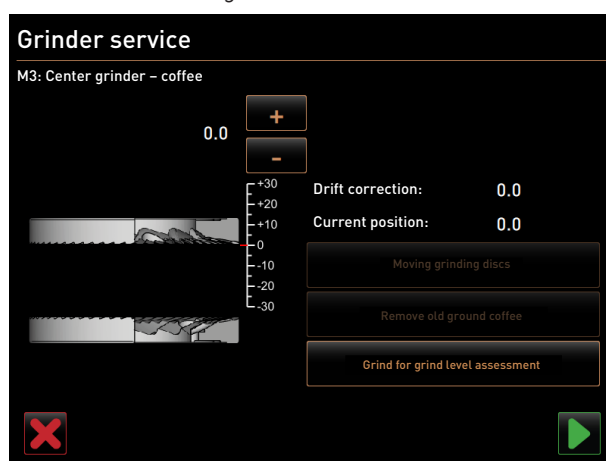 Grinder service
M3: Center grinder – coffee
0.0
+
-
+30
+20
+10
0
-10
-20
-30
Drift correction: 0.0
Current position: 0.0
Moving grinding discs
Remove old ground coffee
Grind for grind level assessment